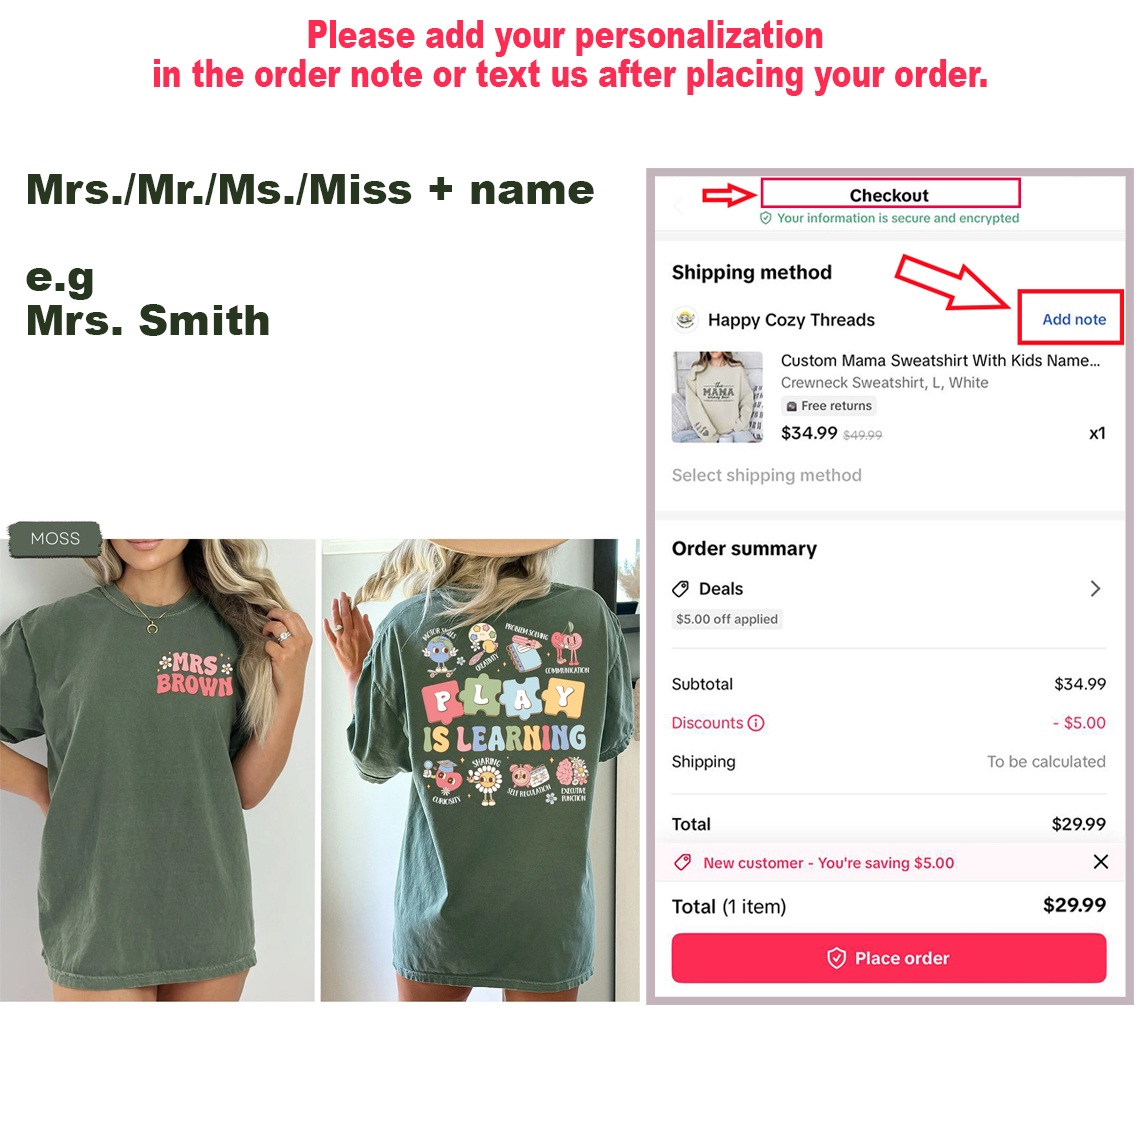 Please add your personalization
in the order note or text us after placing your order.
Mrs./Mr./Ms./Miss + name
e.g
Mrs. Smith
MOSS
MRS
BROWN
MOTOR SKILLS
CREATIVITY
PROBLEM SOLVING
COMMUNICATION
PLAY
IS LEARNING
CURIOSITY
SHARING
SELF REGULATION
EXECUTIVE
FUNCTION
Checkout
Your information is secure and encrypted
Shipping method
Happy Cozy Threads
Add note
Custom Mama Sweatshirt With Kids Name...
Crewneck Sweatshirt, L, White
Free returns
$34.99 $49.99
x1
MAMA
Select shipping method
Order summary
Deals
$5.00 off applied
Subtotal
$34.99
Discounts
- $5.00
Shipping
To be calculated
Total
$29.99
New customer - You're saving $5.00
Total (1 item)
$29.99
Place order